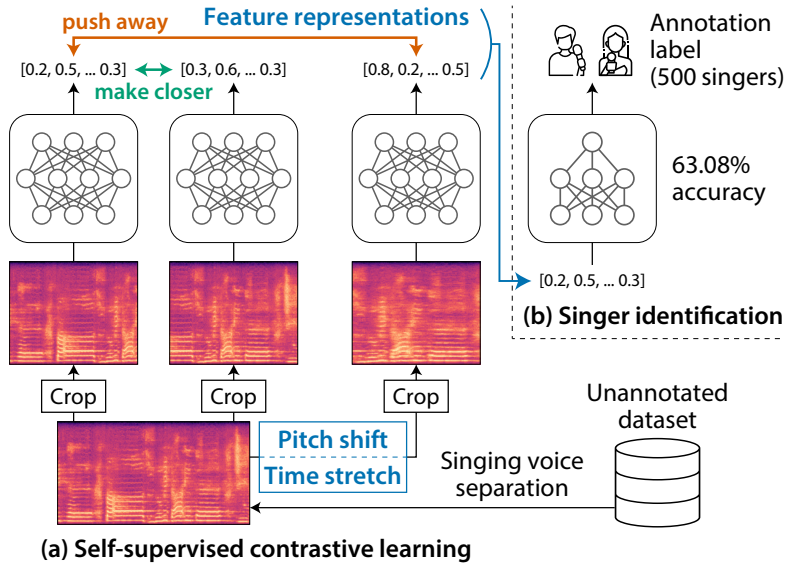 push away
Feature representations
[0.2, 0.5, ... 0.3]
[0.3, 0.6, ... 0.3]
[0.8, 0.2, ... 0.5]
make closer
Crop
Crop
Crop
Pitch shift
Time stretch
Singing voice
separation
Unannotated
dataset
(a) Self-supervised contrastive learning
Annotation
label
(500 singers)
63.08%
accuracy
[0.2, 0.5, ... 0.3]
(b) Singer identification